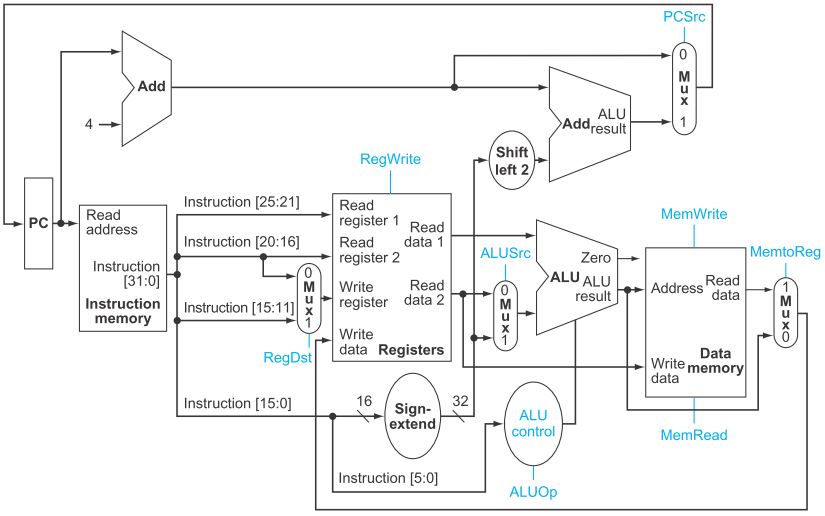 PCSrc
0
Mux
1
Add
4
Add ALU
result
Shift
left 2
RegWrite
PC
Read
address
Instruction
[31:0]
Instruction
memory
Instruction [25:21]
Instruction [20:16]
Instruction [15:11]
0
Mux
1
RegDst
Read
register 1
Read
register 2
Write
register
Write
data
Read
data 1
Read
data 2
Registers
ALUSrc
0
Mux
1
Zero
ALU ALU
result
MemWrite
Address
Read
data
Write
data
Data
memory
MemRead
MemtoReg
1
Mux
0
Instruction [15:0]
16
Sign-
extend
32
ALU
control
Instruction [5:0]
ALUOp